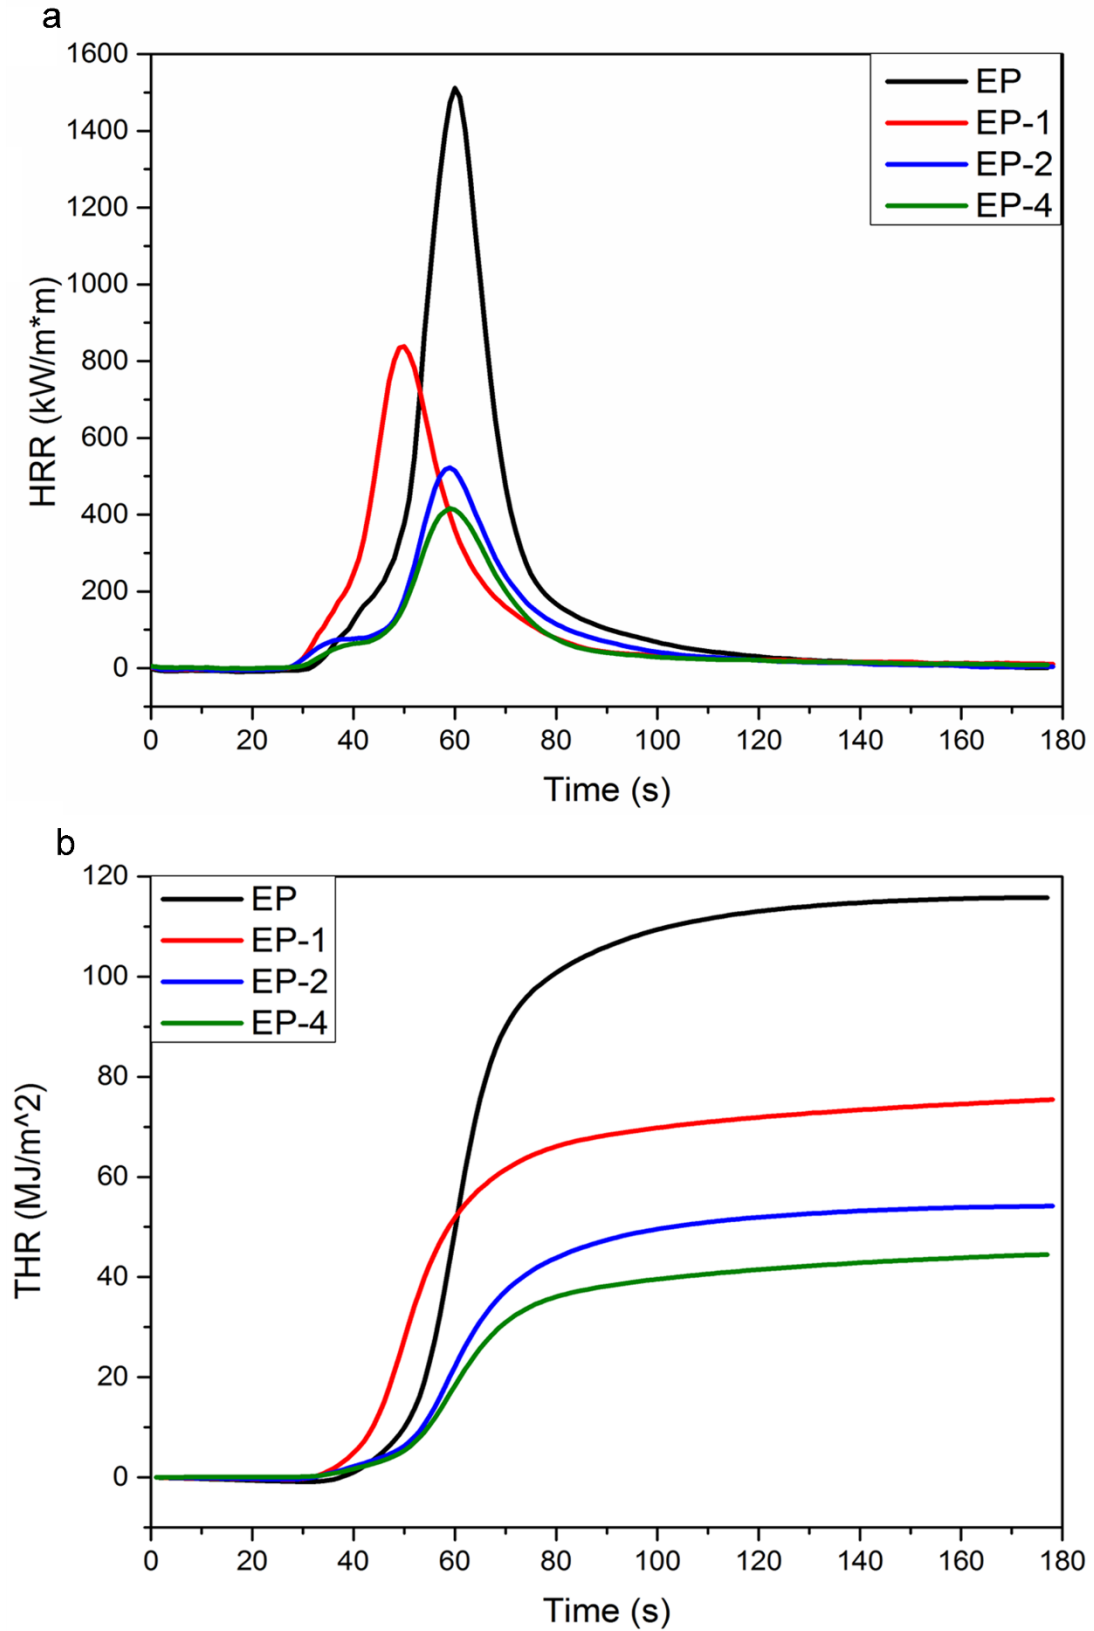 a
1600
1400
1200
1000
800
600
400
200
0
HRR (kW/m*m)
EP
EP-1
EP-2
EP-4
0 20 40 60 80 100 120 140 160 180
Time (s)
b
120
100
80
60
40
20
0
THR (MJ/m^2)
EP
EP-1
EP-2
EP-4
0 20 40 60 80 100 120 140 160 180
Time (s)